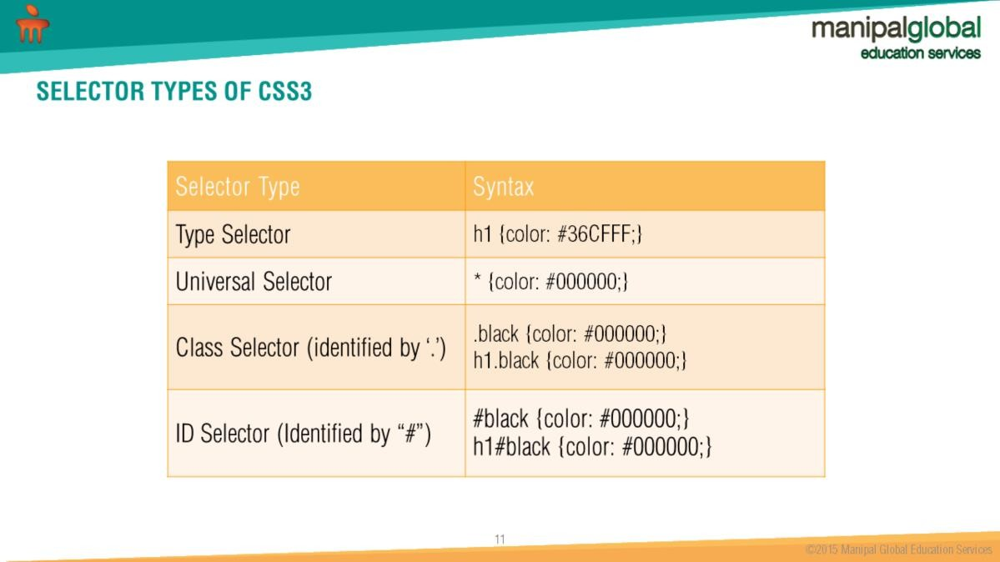 manipalglobal
education services
SELECTOR TYPES OF CSS3
Selector Type Syntax
Type Selector h1 {color: #36CFFF;}
Universal Selector * {color: #000000;}
Class Selector (identified by ‘.’) .black {color: #000000;}
h1.black {color: #000000;}
ID Selector (Identified by “#”) #black {color: #000000;}
h1#black {color: #000000;}
11
©2015 Manipal Global Education Services